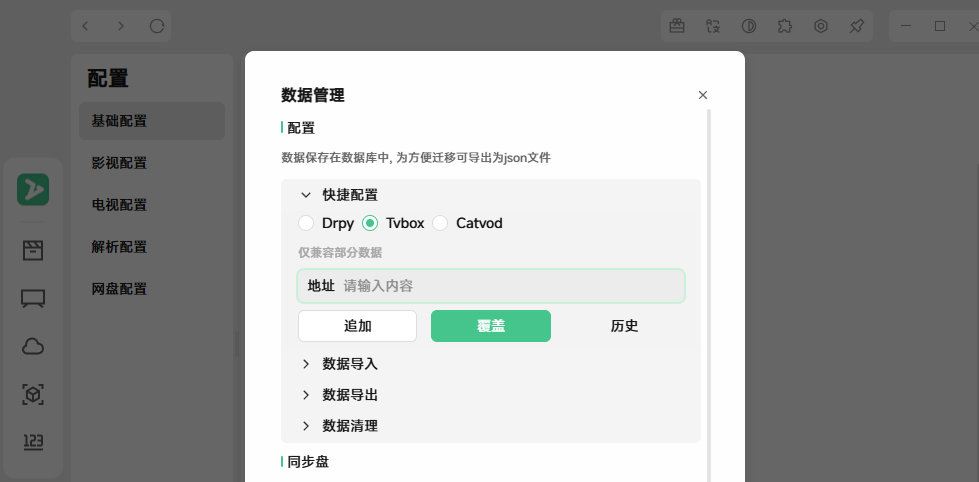 配置
基础配置
影视配置
电视配置
解析配置
网盘配置
123
数据管理
配置
数据保存在数据库中, 为方便迁移可导出为json文件
快捷配置
Drpy Tvbox Catvod
仅兼容部分数据
地址 请输入内容
追加 覆盖 历史
数据导入
数据导出
数据清理
同步盘